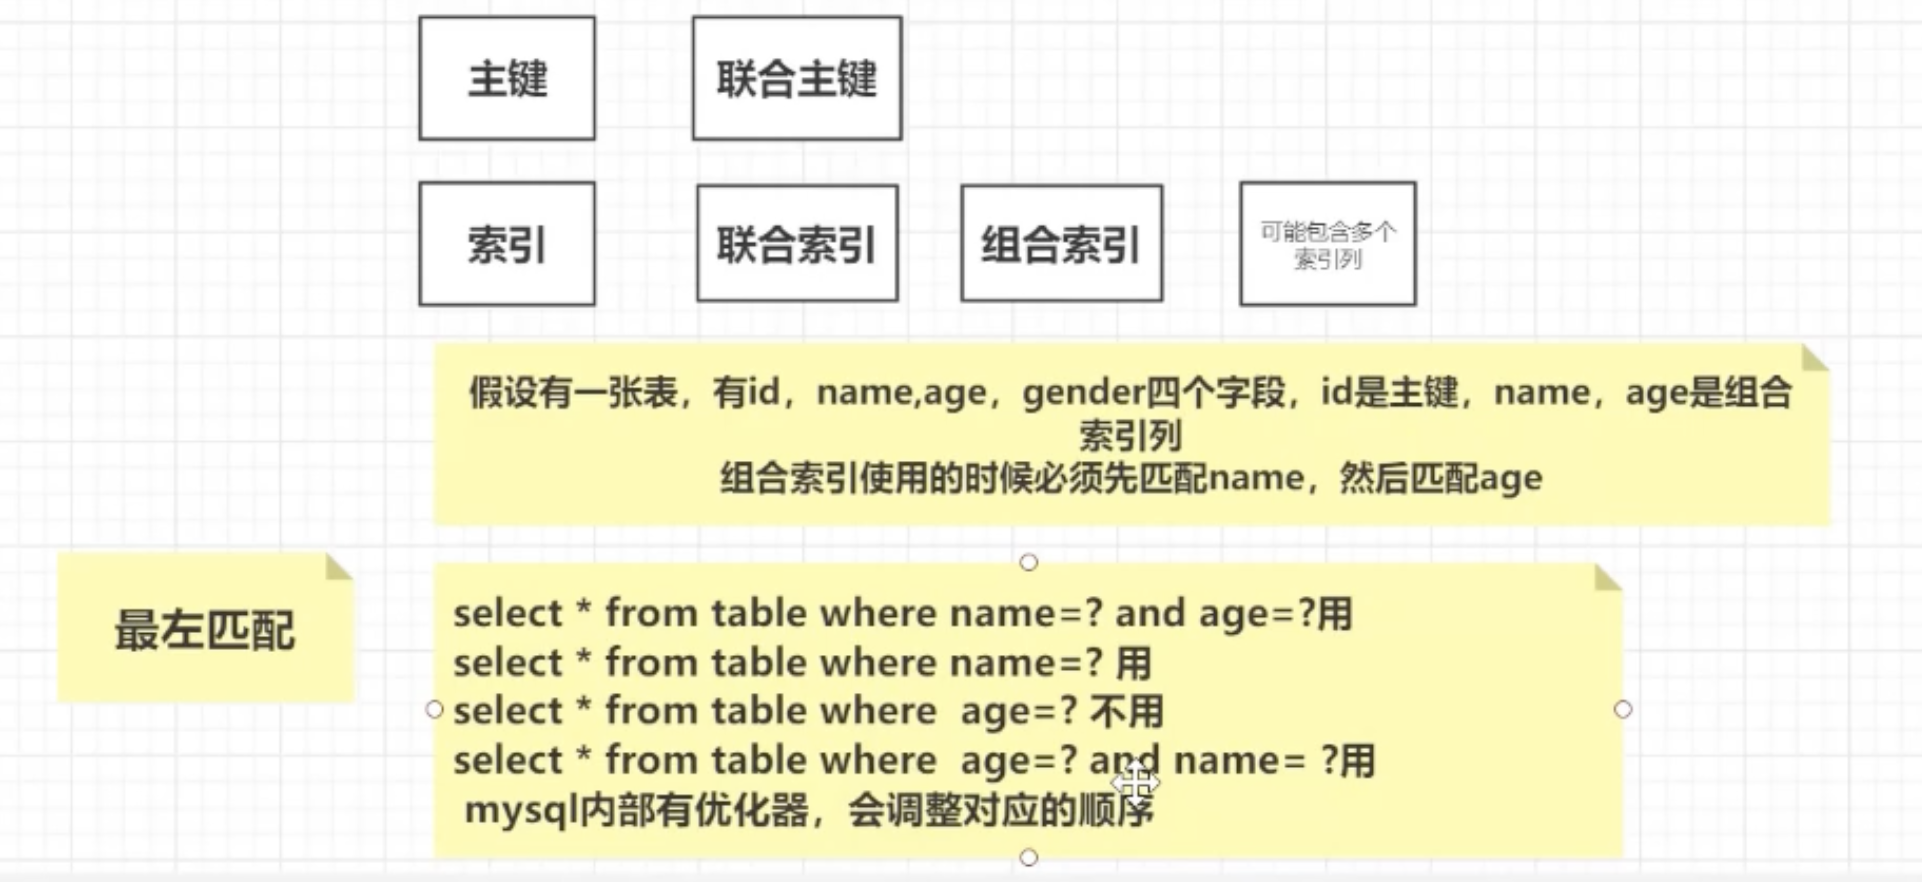 主键
联合主键
索引
联合索引
组合索引
可能包含多个
索引列
假设有一张表，有id，name,age，gender四个字段，id是主键，name，age是组合
索引列
组合索引使用的时候必须先匹配name，然后匹配age
最左匹配
select * from table where name=? and age=?用
select * from table where name=? 用
select * from table where  age=? 不用
select * from table where  age=? and name= ?用
mysql内部有优化器，会调整对应的顺序